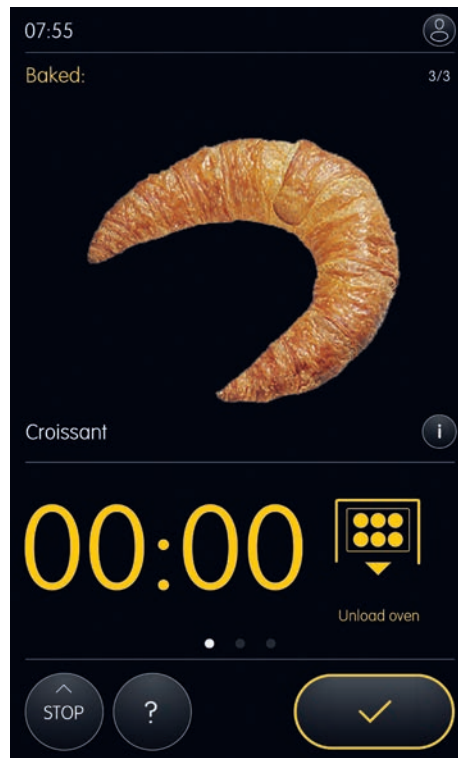 07:55
Baked:
3/3
Croissant
i
00:00
Unload oven
STOP
?